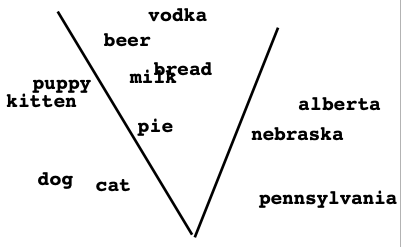 vodka
beer
bread
milk
puppy
kitten
alberta
pie
nebraska
dog
cat
pennsylvania